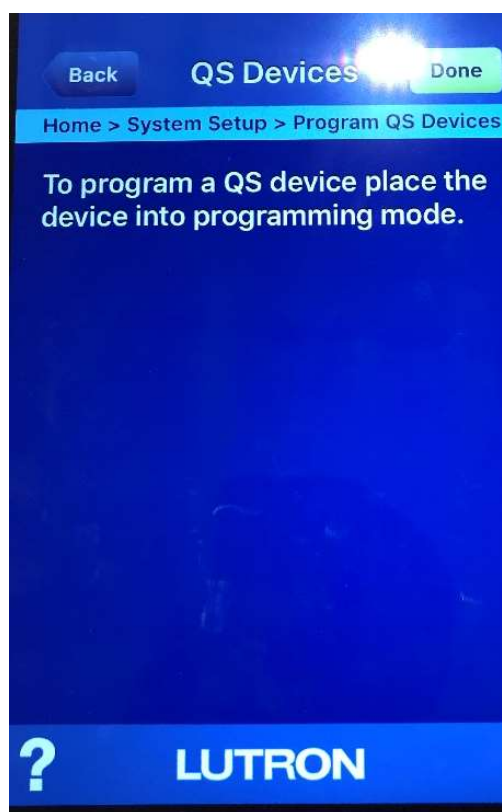 Back
QS Devices
Done
Home > System Setup > Program QS Devices
To program a QS device place the
device into programming mode.
?
LUTRON